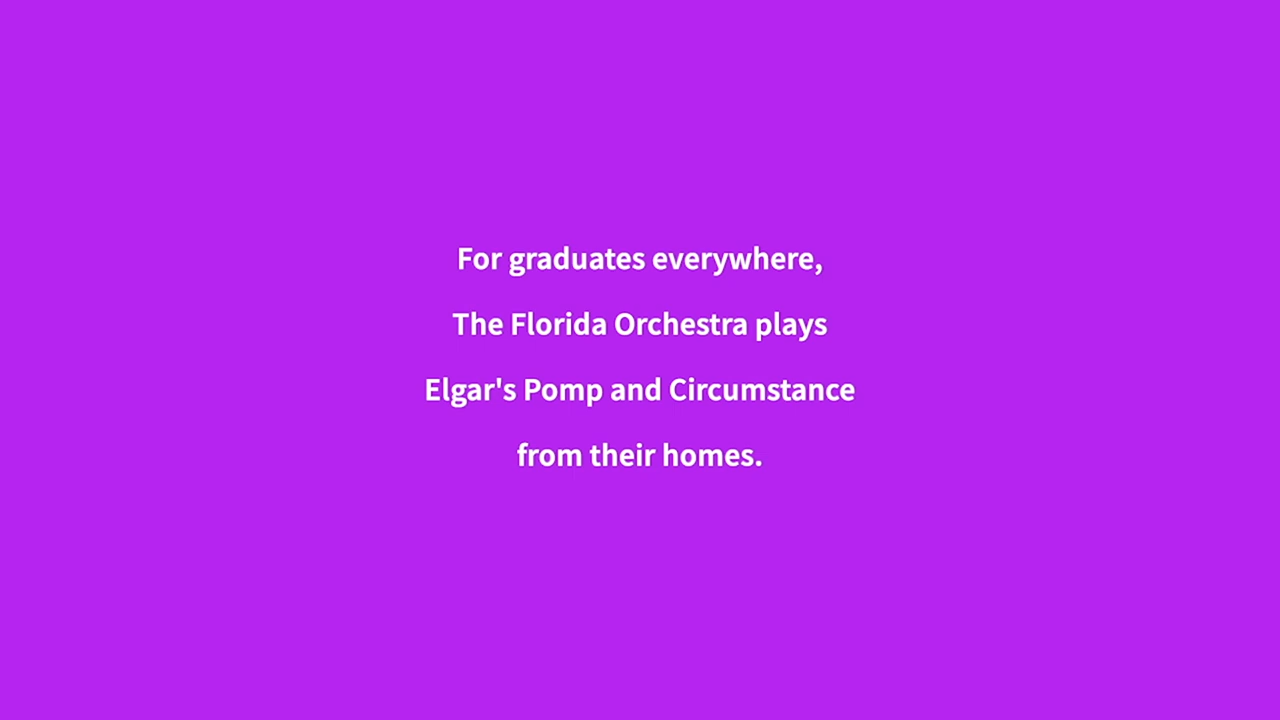 For graduates everywhere,
The Florida Orchestra plays
Elgar's Pomp and Circumstance
from their homes.